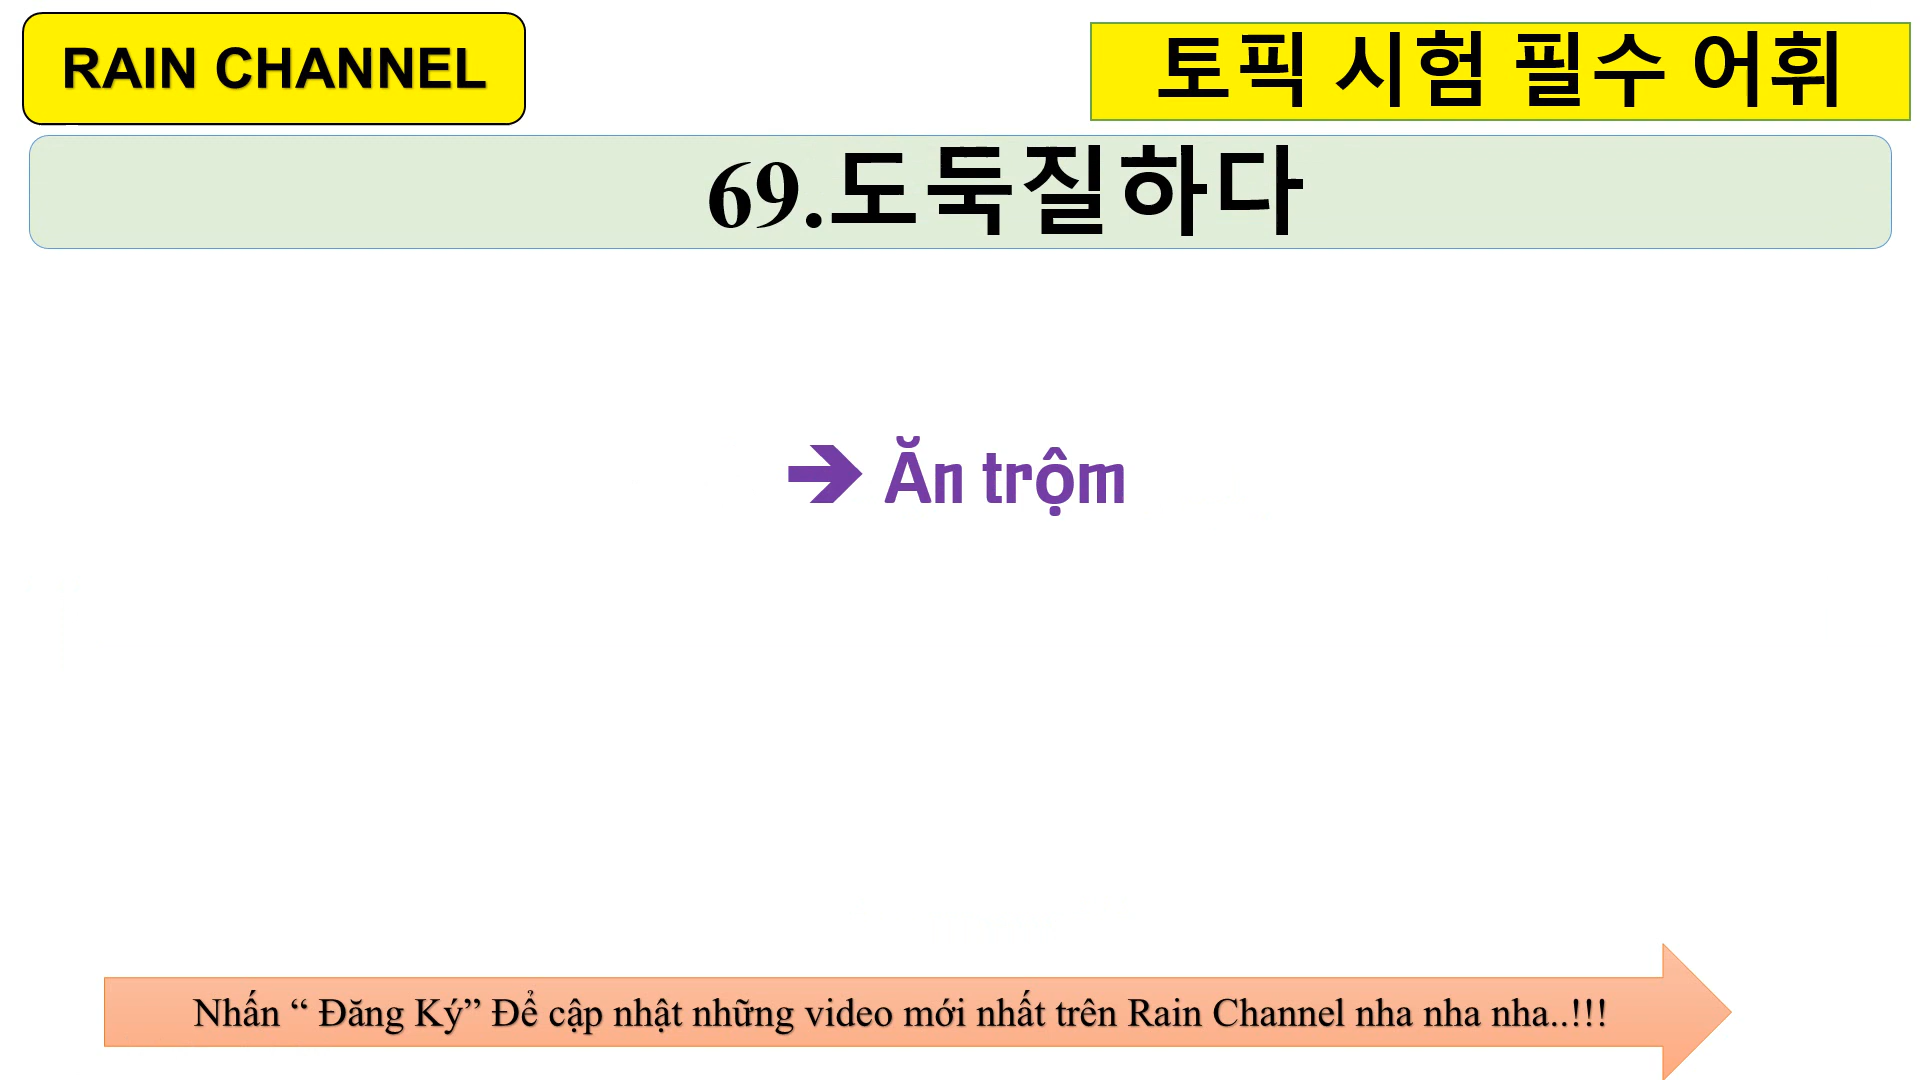 RAIN CHANNEL
토픽 시험 필수 어휘
69.도둑질하다
➔ Ăn trộm
Nhấn “ Đăng Ký” Để cập nhật những video mới nhất trên Rain Channel nha nha nha..!!!